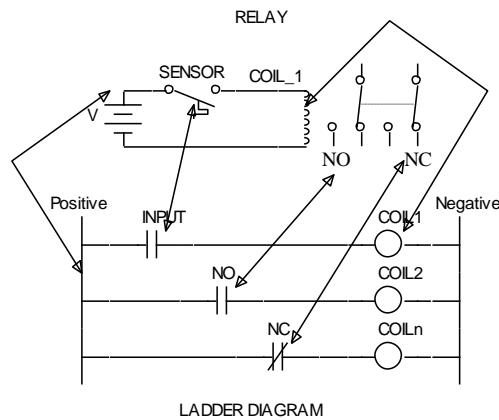 RELAY
SENSOR
COIL_1
V
NO
NC
Positive
INPUT
COIL1
Negative
NO
COIL2
NC
COILn
LADDER DIAGRAM